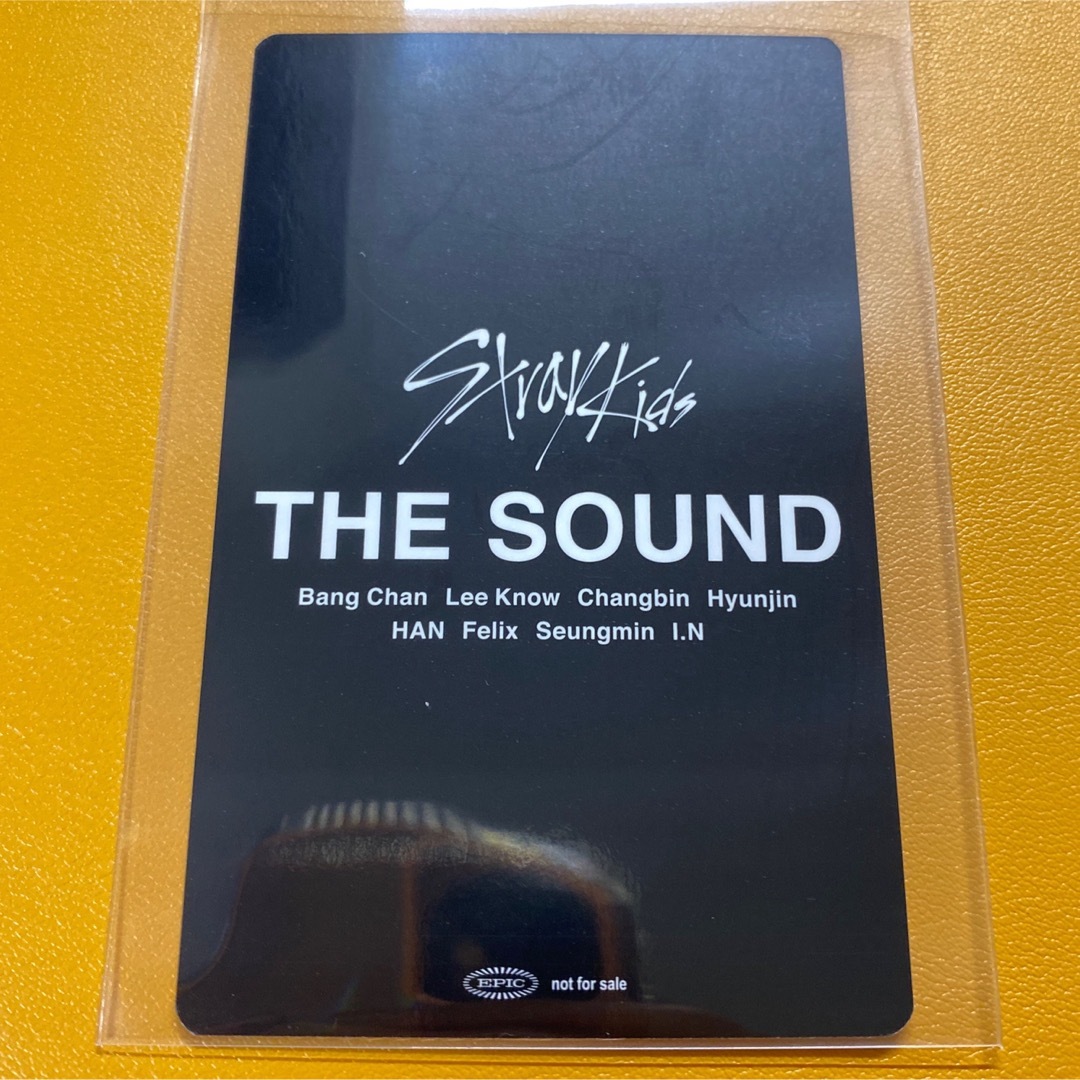 Stray Kids
THE SOUND
Bang Chan Lee Know Changbin Hyunjin
HAN Felix Seungmin I.N
EPIC not for sale